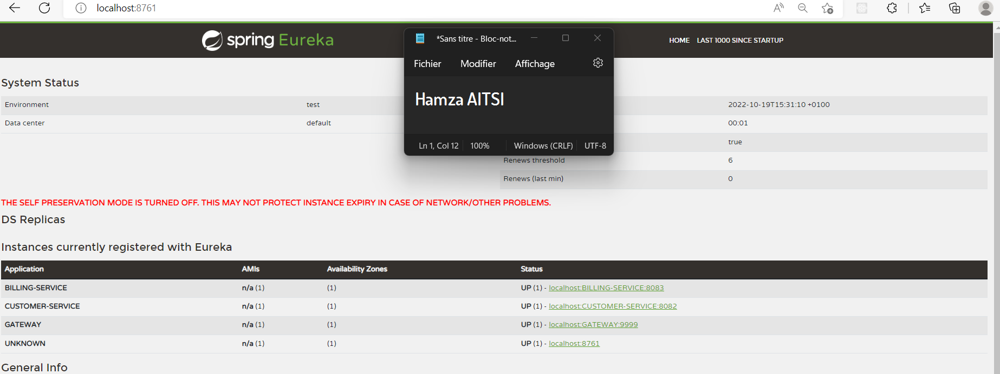 localhost:8761
spring Eureka
HOME LAST 1000 SINCE STARTUP
*Sans titre - Bloc-not...
Fichier Modifier Affichage
Hamza AITSI
Ln 1, Col 12 100% Windows (CRLF) UTF-8
System Status
Environment test
Data center default
2022-10-19T15:31:10 +0100
00:01
true
Renews threshold 6
Renews (last min) 0
THE SELF PRESERVATION MODE IS TURNED OFF. THIS MAY NOT PROTECT INSTANCE EXPIRY IN CASE OF NETWORK/OTHER PROBLEMS.
DS Replicas
Instances currently registered with Eureka
Application AMIs Availability Zones Status
BILLING-SERVICE n/a (1) (1) UP (1) - localhost:BILLING-SERVICE:8083
CUSTOMER-SERVICE n/a (1) (1) UP (1) - localhost:CUSTOMER-SERVICE:8082
GATEWAY n/a (1) (1) UP (1) - localhost:GATEWAY:9999
UNKNOWN n/a (1) (1) UP (1) - localhost:8761
General Info